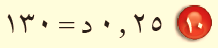 ١٠ ٠,٢٥ د = ١٣٠